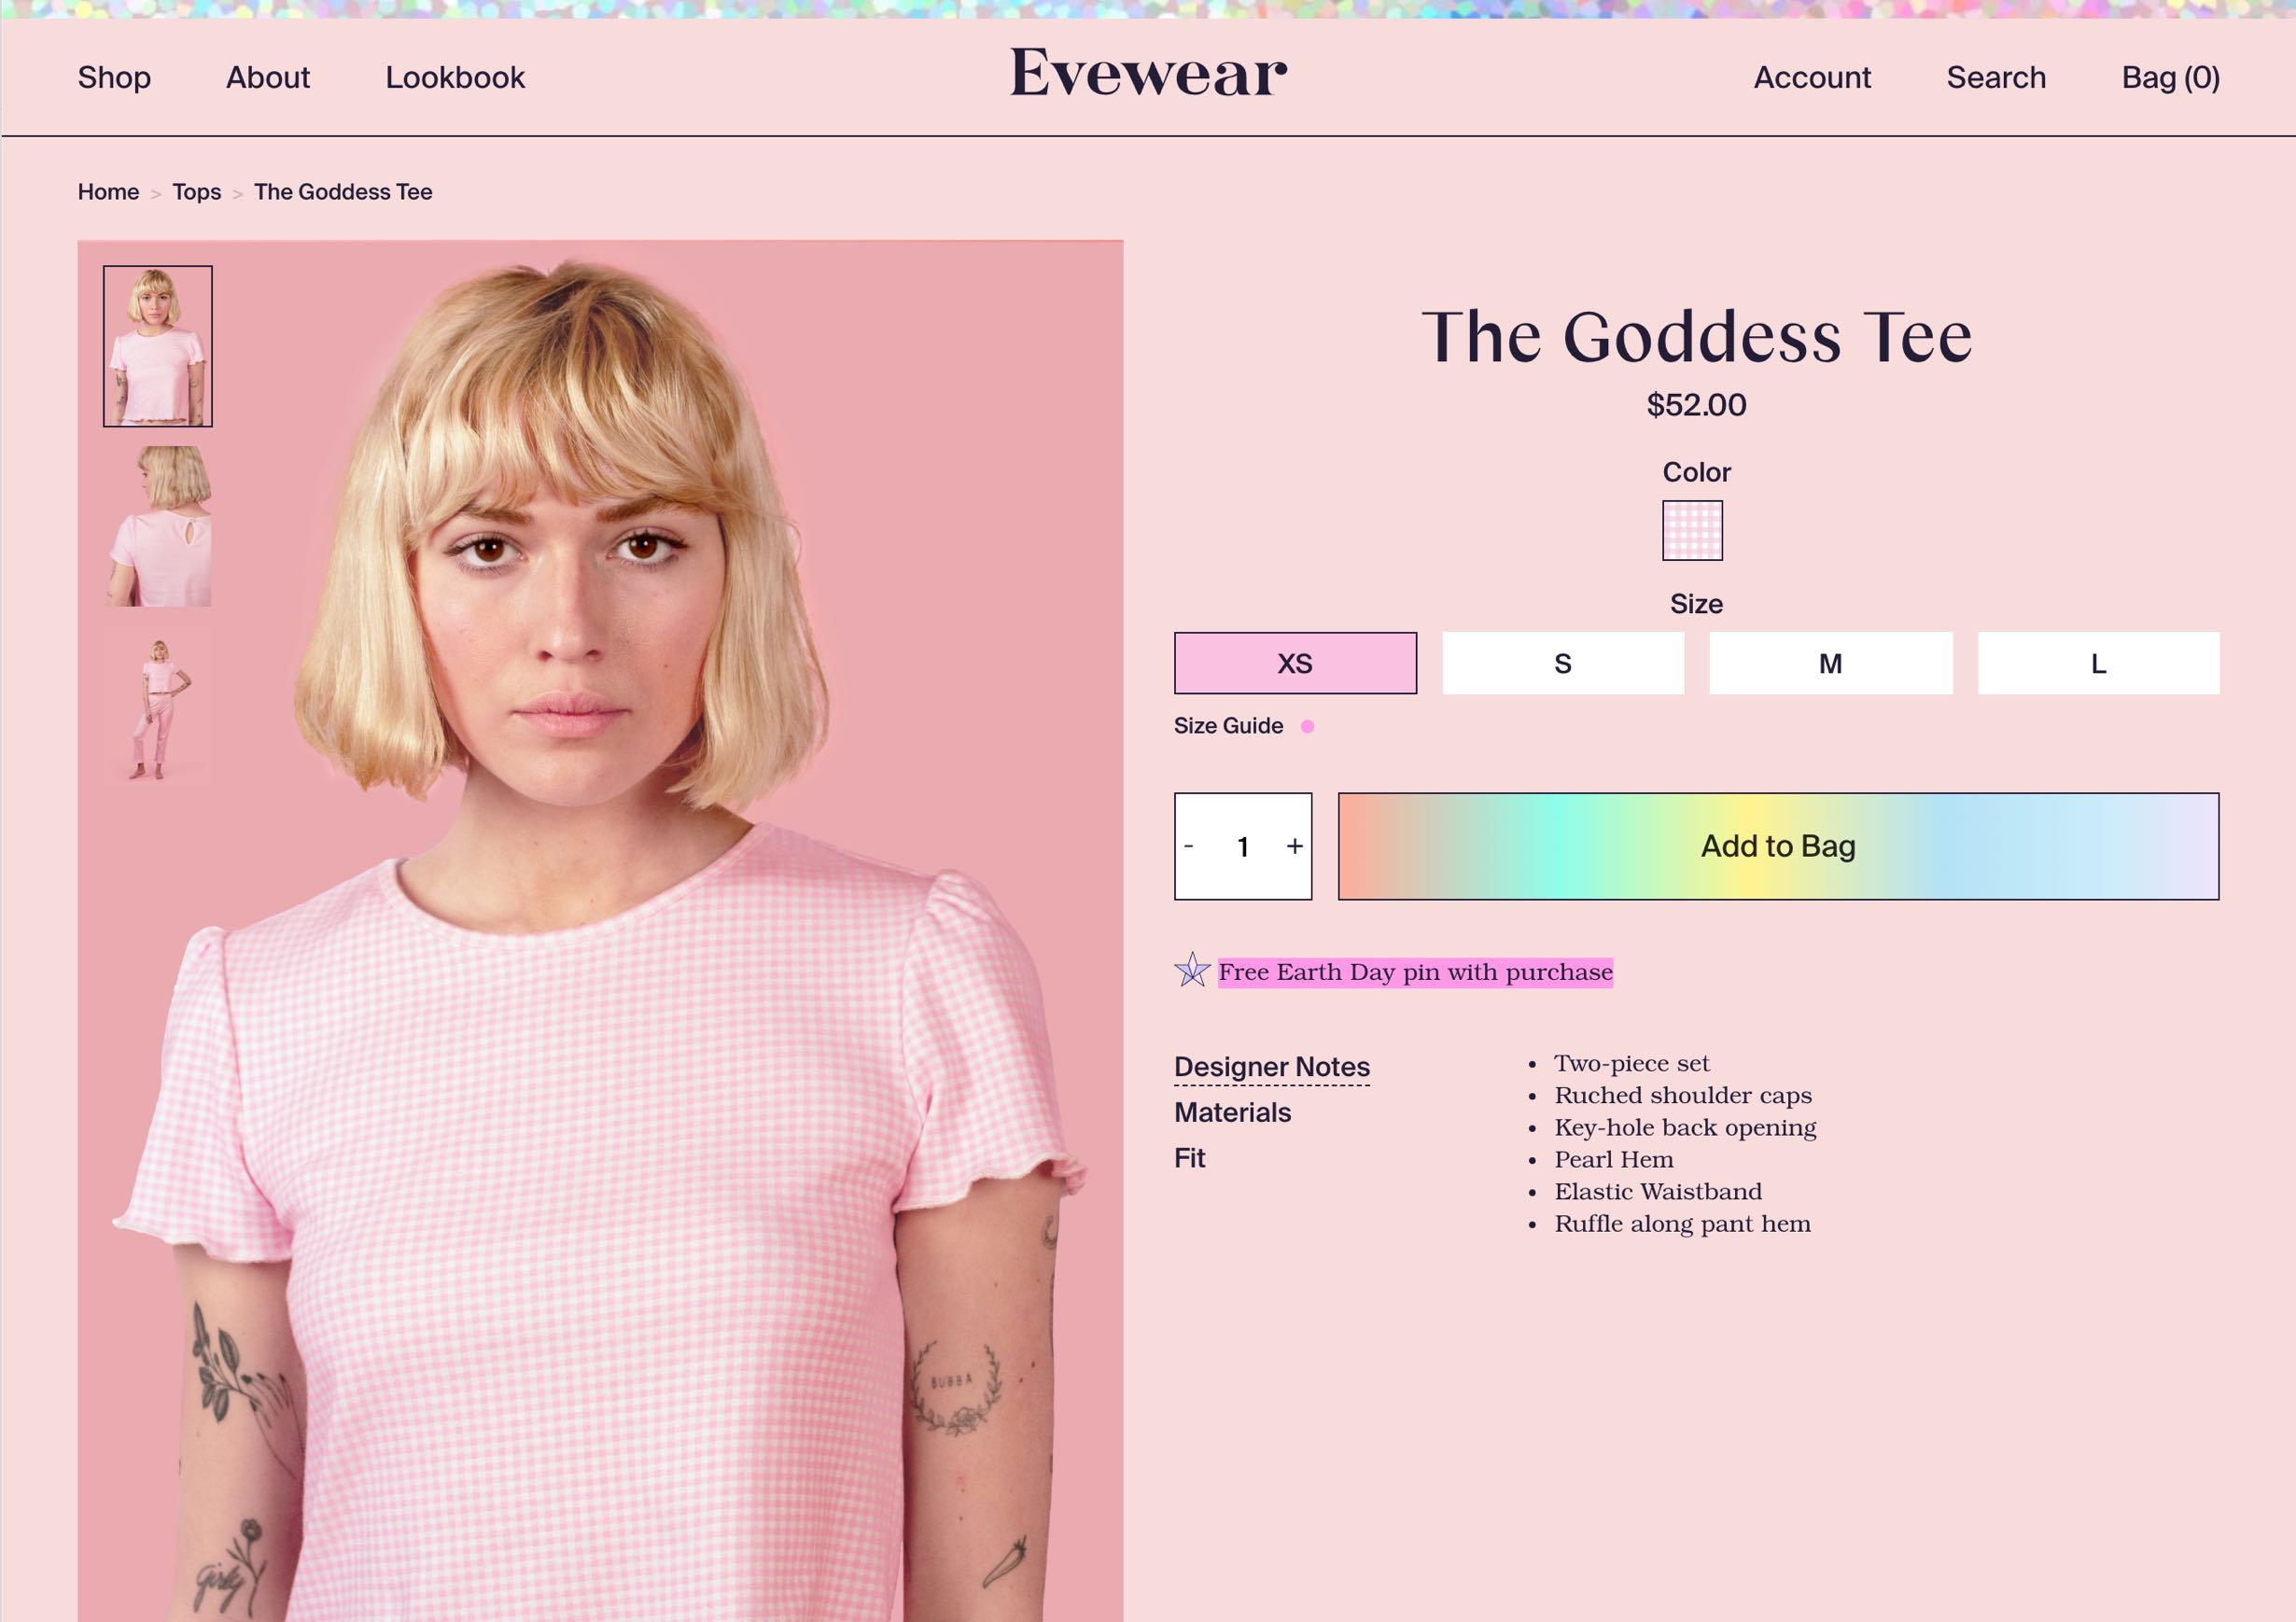 Shop About Lookbook Evewear Account Search Bag (0)
Home > Tops > The Goddess Tee
The Goddess Tee
$52.00
Color
Size
XS S M L
Size Guide
- 1 + Add to Bag
Free Earth Day pin with purchase
Designer Notes
Materials
Fit
• Two-piece set
• Ruched shoulder caps
• Key-hole back opening
• Pearl Hem
• Elastic Waistband
• Ruffle along pant hem
BUBBA
girly